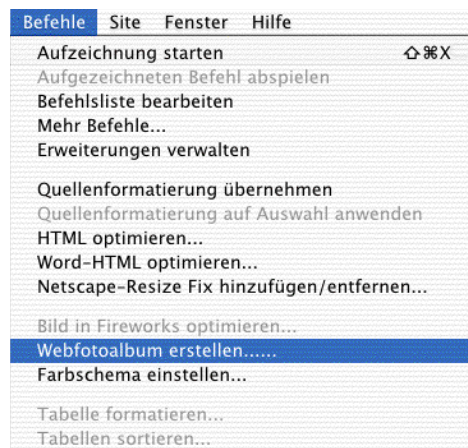 Befehle Site Fenster Hilfe
Aufzeichnung starten ⇧⌘X
Aufgezeichneten Befehl abspielen
Befehlsliste bearbeiten
Mehr Befehle...
Erweiterungen verwalten
Quellenformatierung übernehmen
Quellenformatierung auf Auswahl anwenden
HTML optimieren...
Word-HTML optimieren...
Netscape-Resize Fix hinzufügen/entfernen...
Bild in Fireworks optimieren...
Webfotoalbum erstellen......
Farbschema einstellen...
Tabelle formatieren...
Tabellen sortieren...